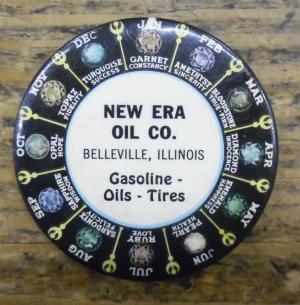 NEW ERA
OIL CO.
BELLEVILLE, ILLINOIS
Gasoline -
Oils - Tires
JAN
GARNET
CONSTANCY
FEB
AMETHYST
SINCERITY
MAR
BLOODSTONE
APR
DIAMOND
INNOCENCE
MAY
EMERALD
HAPPINESS
JUN
PEARL
HEALTH
JUL
RUBY
LOVE
AUG
SARDONYX
FELICITY
SEP
SAPPHIRE
WISDOM
OCT
OPAL
HOPE
NOV
TOPAZ
FIDELITY
DEC
TURQUOISE
SUCCESS